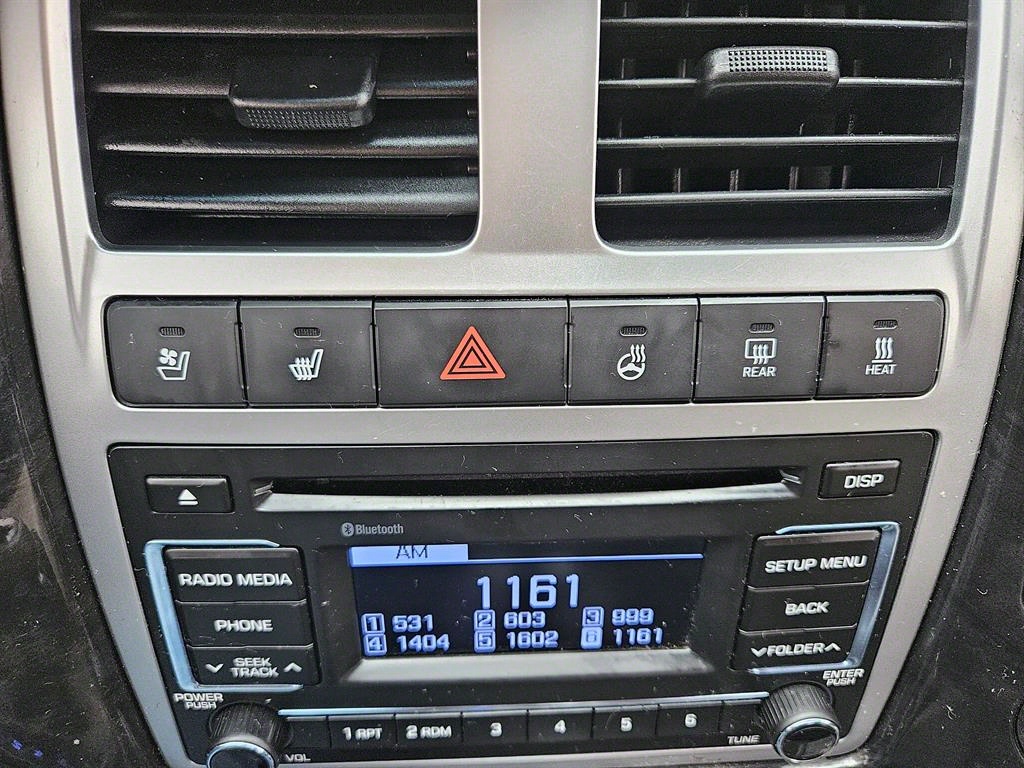 REAR
HEAT
DISP
Bluetooth
AM
RADIO MEDIA
1161
SETUP MENU
1 531 2 603 3 999
4 1404 5 1602 6 1161
PHONE
BACK
SEEK
TRACK
FOLDER
POWER
PUSH
ENTER
PUSH
1 RPT 2 RDM 3 4 5 6
VOL
TUNE